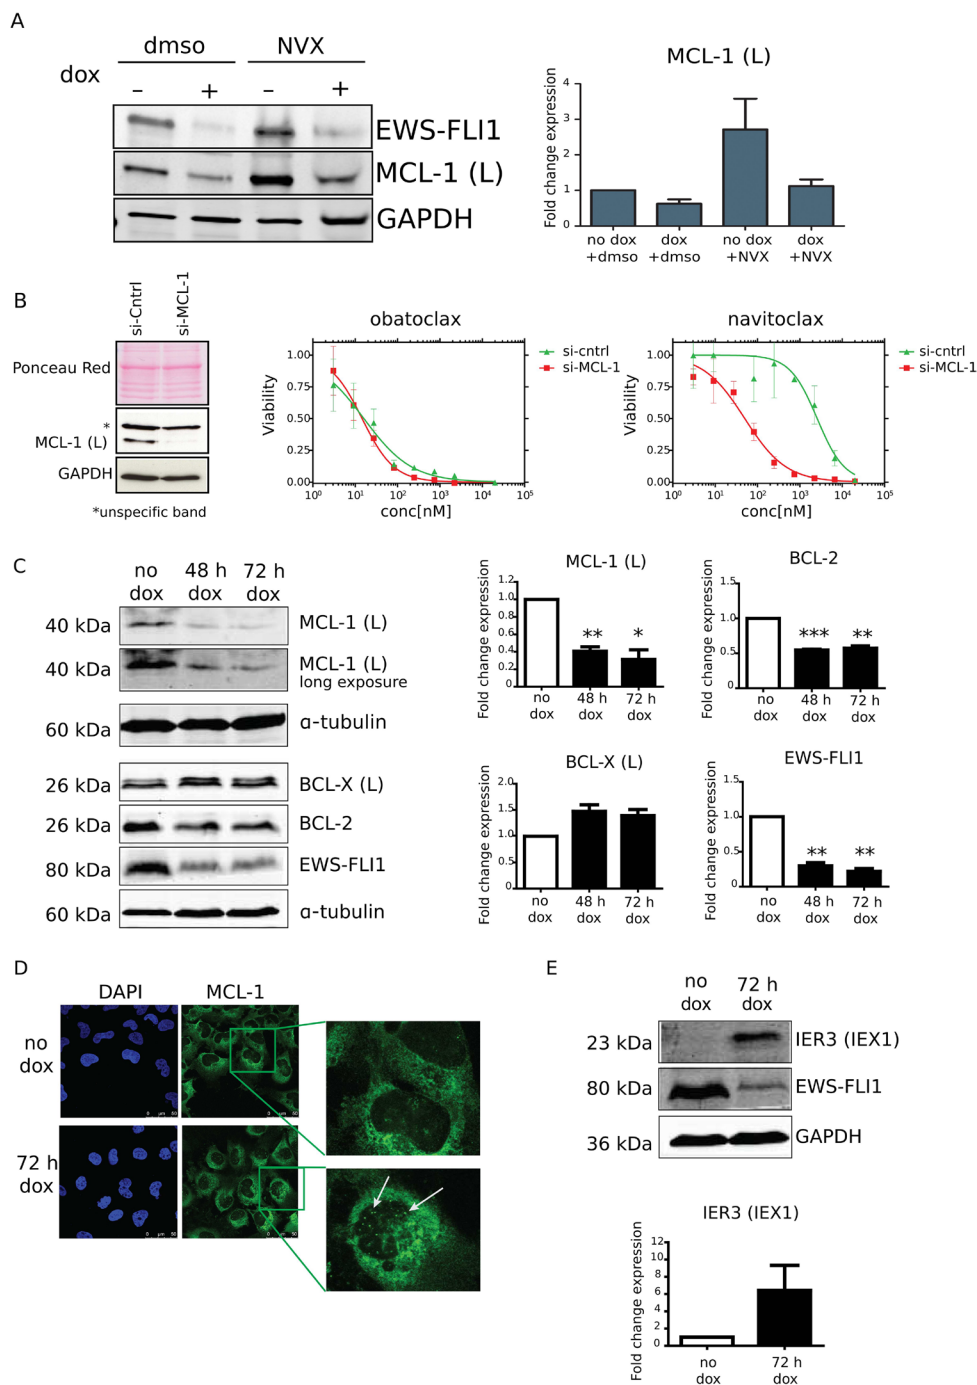 A
dmso NVX
dox
– + – +
EWS-FLI1
MCL-1 (L)
GAPDH
MCL-1 (L)
Fold change expression
4
3
2
1
0
no dox dox no dox dox
+dmso +dmso +NVX +NVX
B
si-Cntrl
si-MCL-1
Ponceau Red
*
MCL-1 (L)
GAPDH
*unspecific band
obatoclax
Viability
1.00
0.75
0.50
0.25
0.00
10⁰ 10¹ 10² 10³ 10⁴ 10⁵
conc[nM]
si-cntrl
si-MCL-1
navitoclax
Viability
1.00
0.75
0.50
0.25
0.00
10⁰ 10¹ 10² 10³ 10⁴ 10⁵
conc[nM]
si-cntrl
si-MCL-1
C
no 48 h 72 h
dox dox dox
40 kDa MCL-1 (L)
40 kDa MCL-1 (L)
long exposure
60 kDa α-tubulin
26 kDa BCL-X (L)
26 kDa BCL-2
80 kDa EWS-FLI1
60 kDa α-tubulin
MCL-1 (L)
Fold change expression
1.2
1.0
0.8
0.6
0.4
0.2
0
** *
no 48 h 72 h
dox dox dox
BCL-2
Fold change expression
1.5
1.0
0.5
0
*** **
no 48 h 72 h
dox dox dox
BCL-X (L)
Fold change expression
2.0
1.5
1.0
0.5
0
no 48 h 72 h
dox dox dox
EWS-FLI1
Fold change expression
1.5
1.0
0.5
0
** **
no 48 h 72 h
dox dox dox
D
DAPI MCL-1
no
dox
0 µm 50
0 µm 50
72 h
dox
0 µm 50
0 µm 50
E
no 72 h
dox dox
23 kDa IER3 (IEX1)
80 kDa EWS-FLI1
36 kDa GAPDH
IER3 (IEX1)
Fold change expression
12
10
8
6
4
2
0
no 72 h
dox dox